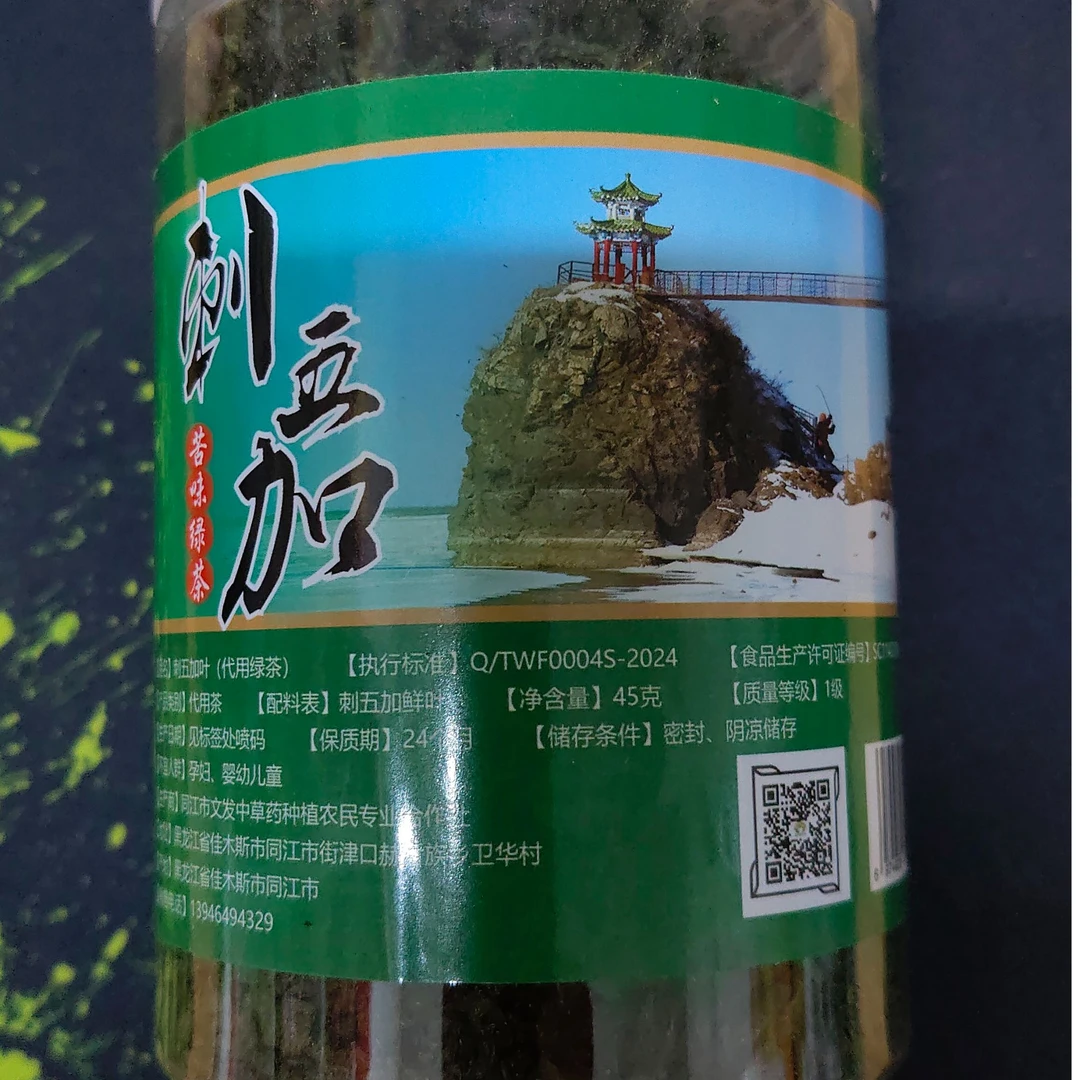 刺五加
苦味绿茶
刺五加叶（代用绿茶） 【执行标准】Q/TWF0004S-2024 【食品生产许可证编号】SC
代用茶 【配料表】刺五加鲜叶 【净含量】45克 【质量等级】1级
见标签处喷码 【保质期】24 月 【储存条件】密封、阴凉储存
人群】孕妇、婴幼儿童
同江市文发中草药种植农民专业合作社
黑龙江省佳木斯市同江市街津口赫 族 卫华村
黑龙江省佳木斯市同江市
电话】13946494329